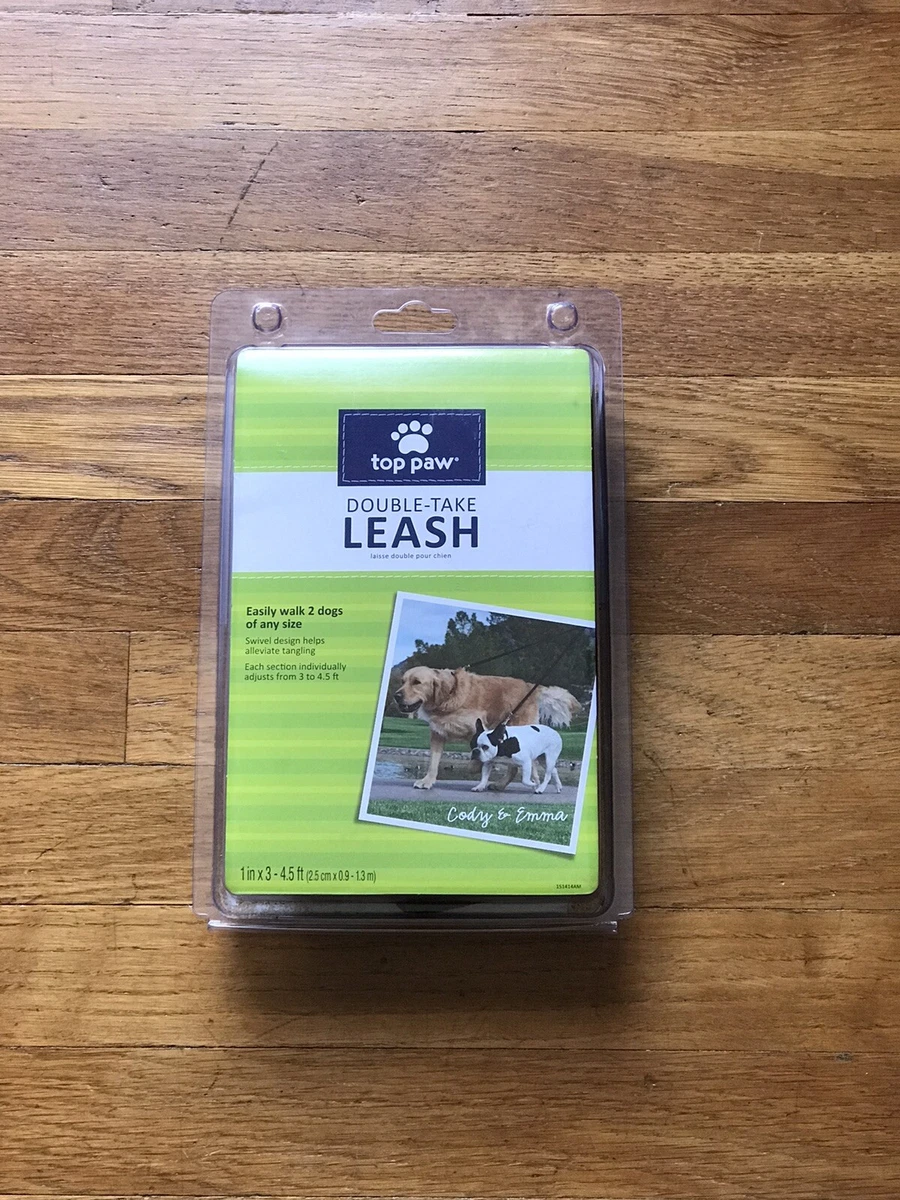 top paw®
DOUBLE-TAKE
LEASH
laisse double pour chien
Easily walk 2 dogs
of any size
Swivel design helps
alleviate tangling
Each section individually
adjusts from 3 to 4.5 ft
Cody & Emma
1 in x 3 - 4.5 ft (2.5 cm x 0.9 - 1.3 m)